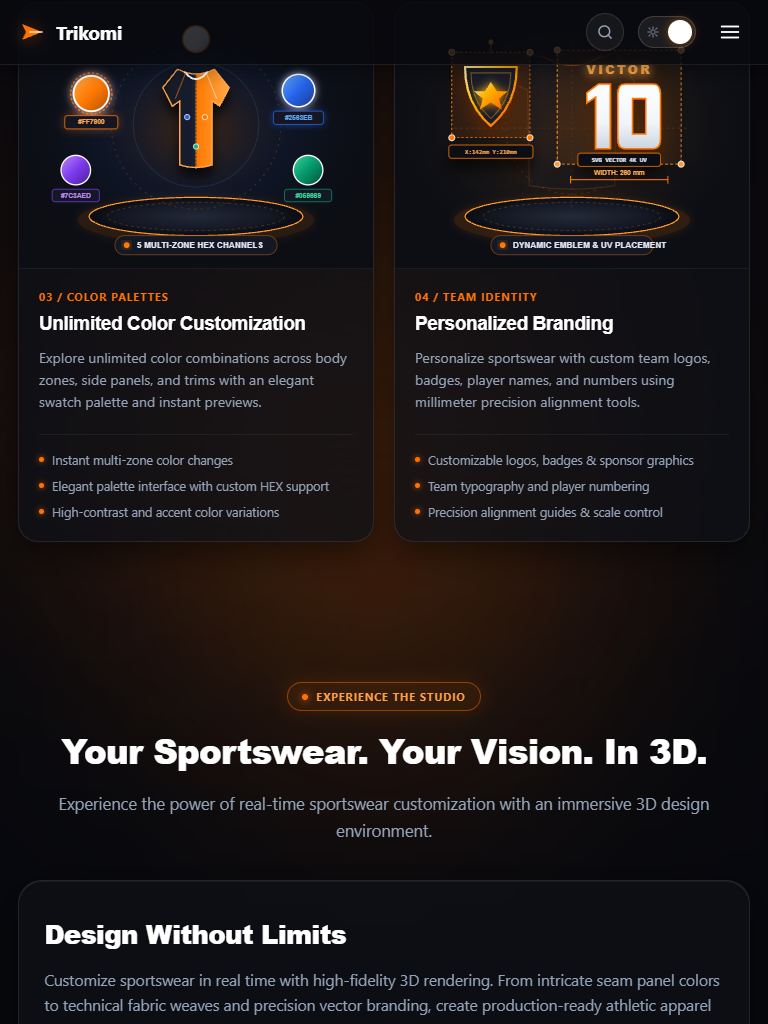 Trikomi
#FF7900
#2563EB
#7C3AED
#059669
5 MULTI-ZONE HEX CHANNELS
VICTOR
10
X:142mm Y:210mm
SVG VECTOR 4K UV
WIDTH: 280 mm
DYNAMIC EMBLEM & UV PLACEMENT
03 / COLOR PALETTES
Unlimited Color Customization
Explore unlimited color combinations across body
zones, side panels, and trims with an elegant
swatch palette and instant previews.
Instant multi-zone color changes
Elegant palette interface with custom HEX support
High-contrast and accent color variations
04 / TEAM IDENTITY
Personalized Branding
Personalize sportswear with custom team logos,
badges, player names, and numbers using
millimeter precision alignment tools.
Customizable logos, badges & sponsor graphics
Team typography and player numbering
Precision alignment guides & scale control
EXPERIENCE THE STUDIO
Your Sportswear. Your Vision. In 3D.
Experience the power of real-time sportswear customization with an immersive 3D design
environment.
Design Without Limits
Customize sportswear in real time with high-fidelity 3D rendering. From intricate seam panel colors
to technical fabric weaves and precision vector branding, create production-ready athletic apparel